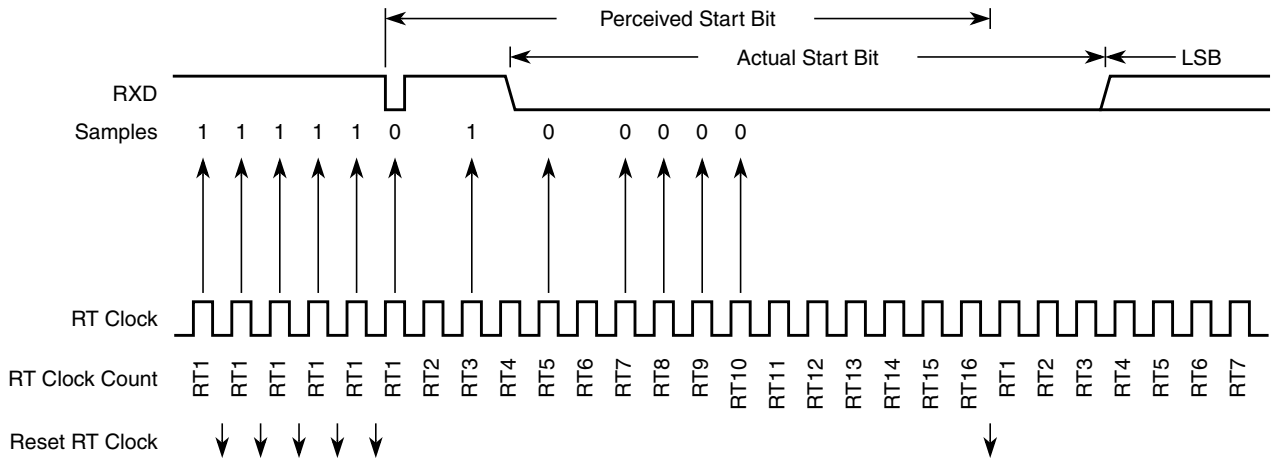 Perceived Start Bit
Actual Start Bit
LSB
RXD
Samples 1 1 1 1 1 0 1 0 0 0 0 0
RT Clock
RT Clock Count RT1 RT1 RT1 RT1 RT1 RT1 RT2 RT3 RT4 RT5 RT6 RT7 RT8 RT9 RT10 RT11 RT12 RT13 RT14 RT15 RT16 RT1 RT2 RT3 RT4 RT5 RT6 RT7
Reset RT Clock